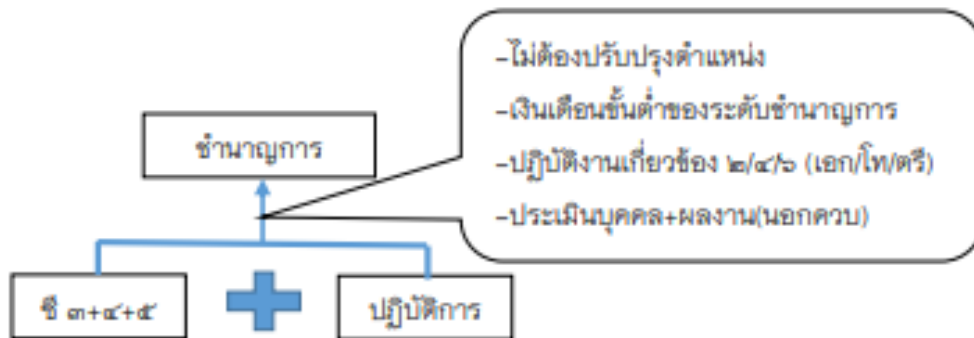 -ไม่ต้องปรับปรุงตำแหน่ง
-เงินเดือนขั้นต่ำของระดับชำนาญการ
-ปฏิบัติงานเกี่ยวข้อง ๒/๔/๖ (เอก/โท/ตรี)
-ประเมินบุคคล+ผลงาน(นอกควบ)
ชำนาญการ
ซี ๓+๔+๕
ปฏิบัติการ